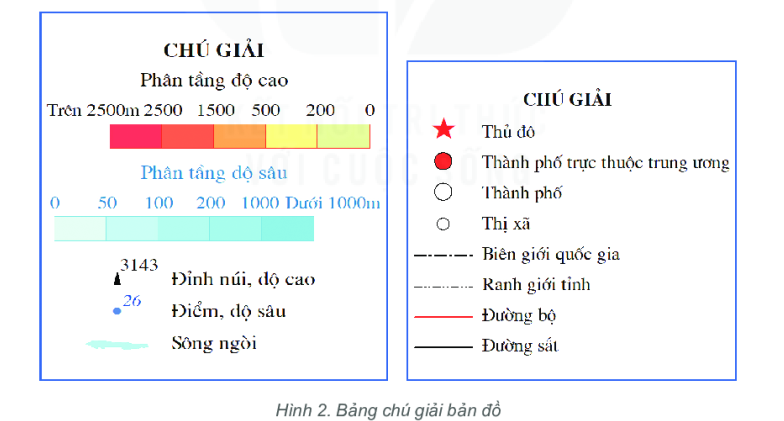 CHÚ GIẢI
Phân tầng độ cao
Trên 2500m 2500 1500 500 200 0
Phân tầng độ sâu
0 50 100 200 1000 Dưới 1000m
3143
Đỉnh núi, độ cao
26
Điểm, độ sâu
Sông ngòi
CHÚ GIẢI
Thủ đô
Thành phố trực thuộc trung ương
Thành phố
Thị xã
Biên giới quốc gia
Ranh giới tỉnh
Đường bộ
Đường sắt
Hình 2. Bảng chú giải bản đồ